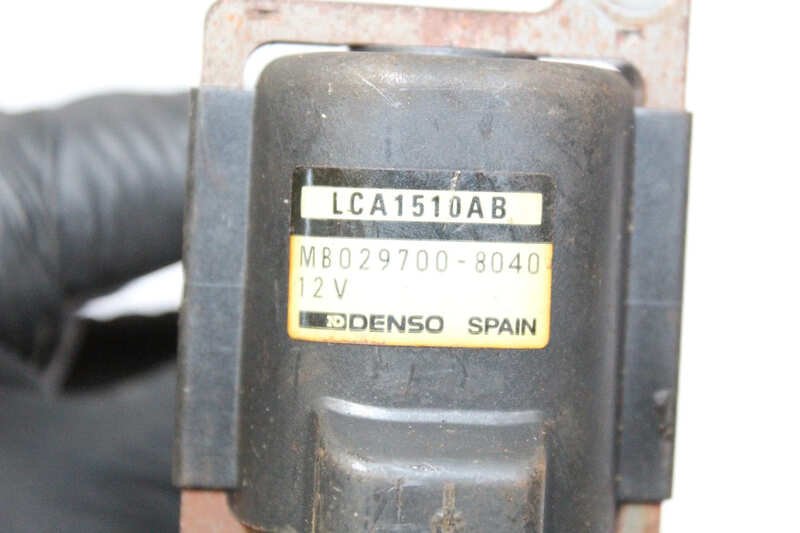 LCA1510AB
MB029700-8040
12V
DENSO SPAIN